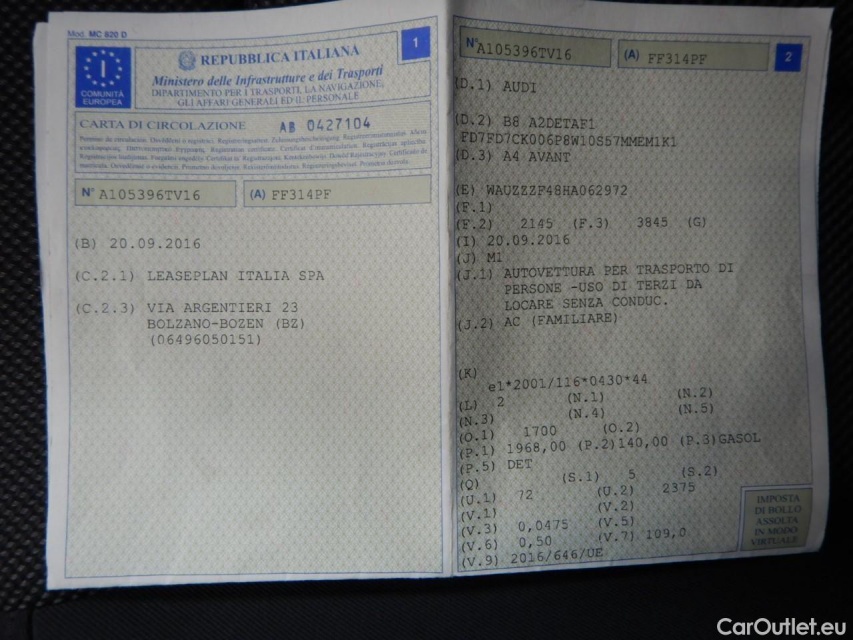 Mod. MC 820 D
COMUNITÀ
EUROPEA
I
REPUBBLICA ITALIANA
1
Ministero delle Infrastrutture e dei Trasporti
DIPARTIMENTO PER I TRASPORTI, LA NAVIGAZIONE,
GLI AFFARI GENERALI ED IL PERSONALE
CARTA DI CIRCOLAZIONE AB 0427104
N° A105396TV16 (A) FF314PF
(B) 20.09.2016
(C.2.1) LEASEPLAN ITALIA SPA
(C.2.3) VIA ARGENTIERI 23
BOLZANO-BOZEN (BZ)
(06496050151)
N° A105396TV16 (A) FF314PF 2
(D.1) AUDI
(D.2) B8 A2DETAF1
FD7FD7CK006P8W10S57MMEM1K1
(D.3) A4 AVANT
(E) WAUZZZF48HA062972
(F.1)
(F.2) 2145 (F.3) 3845 (G)
(I) 20.09.2016
(J) M1
(J.1) AUTOVETTURA PER TRASPORTO DI
PERSONE -USO DI TERZI DA
LOCARE SENZA CONDUC.
(J.2) AC (FAMILIARE)
(K)
e1*2001/116*0430*44
(L) 2 (N.1) (N.2)
(N.3) (N.4) (N.5)
(O.1) 1700 (O.2)
(P.1) 1968,00 (P.2)140,00 (P.3)GASOL
(P.5) DET
(Q) (S.1) 5 (S.2)
(U.1) 72 (U.2) 2375
(V.1) (V.2)
(V.3) 0,0475 (V.5)
(V.6) 0,50 (V.7) 109,0
(V.9) 2016/646/UE
IMPOSTA
DI BOLLO
ASSOLTA
IN MODO
VIRTUALE
CarOutlet.eu